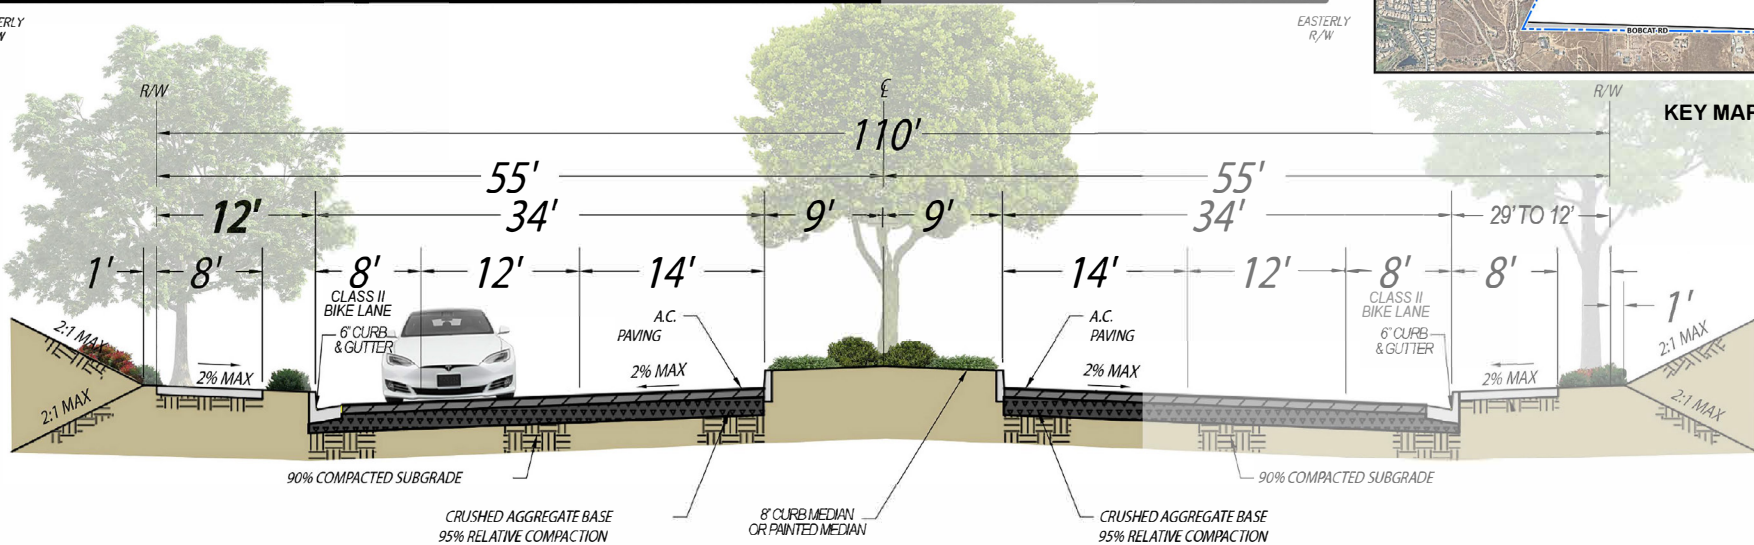 ERLY
EASTERLY
R/W
BOBCAT RD
KEY MAP
R/W
℄
R/W
110'
55'
55'
12'
34'
9'
9'
34'
29' TO 12'
1'
8'
8'
12'
14'
14'
12'
8'
8'
1'
CLASS II
BIKE LANE
6" CURB
& GUTTER
A.C.
PAVING
A.C.
PAVING
CLASS II
BIKE LANE
6" CURB
& GUTTER
2:1 MAX
2:1 MAX
2% MAX
2% MAX
2% MAX
2% MAX
2:1 MAX
2:1 MAX
90% COMPACTED SUBGRADE
90% COMPACTED SUBGRADE
CRUSHED AGGREGATE BASE
95% RELATIVE COMPACTION
8" CURB MEDIAN
OR PAINTED MEDIAN
CRUSHED AGGREGATE BASE
95% RELATIVE COMPACTION